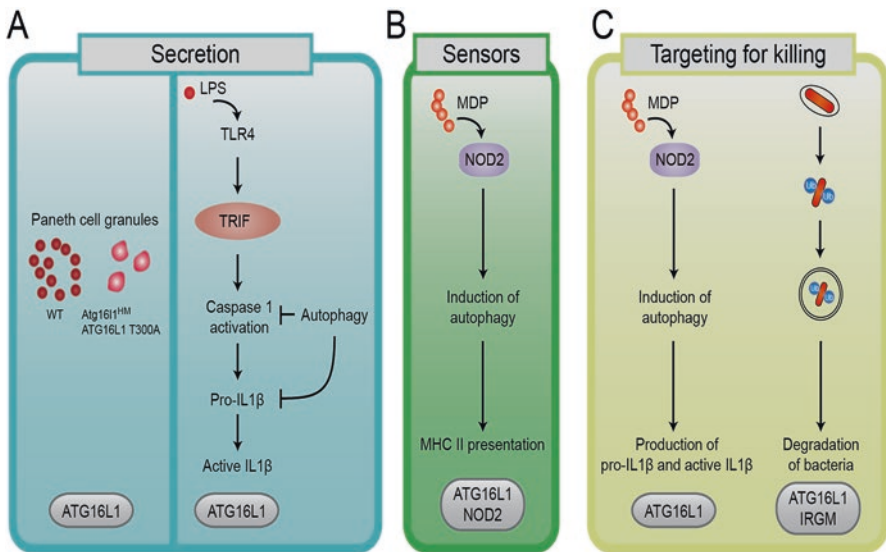 A
Secretion
Paneth cell granules
WT
Atg16l1HM
ATG16L1 T300A
ATG16L1
LPS
TLR4
TRIF
Caspase 1
activation
Autophagy
Pro-IL1β
Active IL1β
ATG16L1
B
Sensors
MDP
NOD2
Induction of
autophagy
MHC II presentation
ATG16L1
NOD2
C
Targeting for killing
MDP
NOD2
Induction of
autophagy
Production of
pro-IL1β and active IL1β
ATG16L1
Ub
Ub
Ub
Ub
Degradation
of bacteria
ATG16L1
IRGM